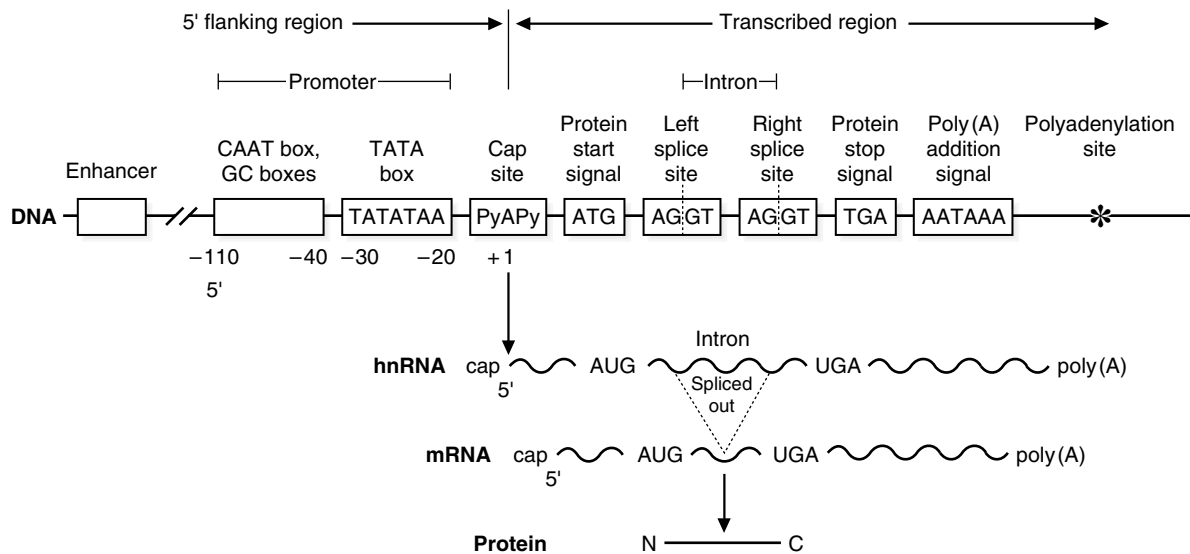 5' flanking region
Transcribed region
Promoter
Intron
Enhancer
CAAT box,
GC boxes
TATA
box
Cap
site
Protein
start
signal
Left
splice
site
Right
splice
site
Protein
stop
signal
Poly(A)
addition
signal
Polyadenylation
site
DNA
TATATAA
PyAPy
ATG
AGGT
AGGT
TGA
AATAAA
*
−110
−40
−30
−20
+1
5'
Intron
hnRNA
cap
AUG
UGA
poly(A)
5'
Spliced
out
mRNA
cap
AUG
UGA
poly(A)
5'
Protein
N
C